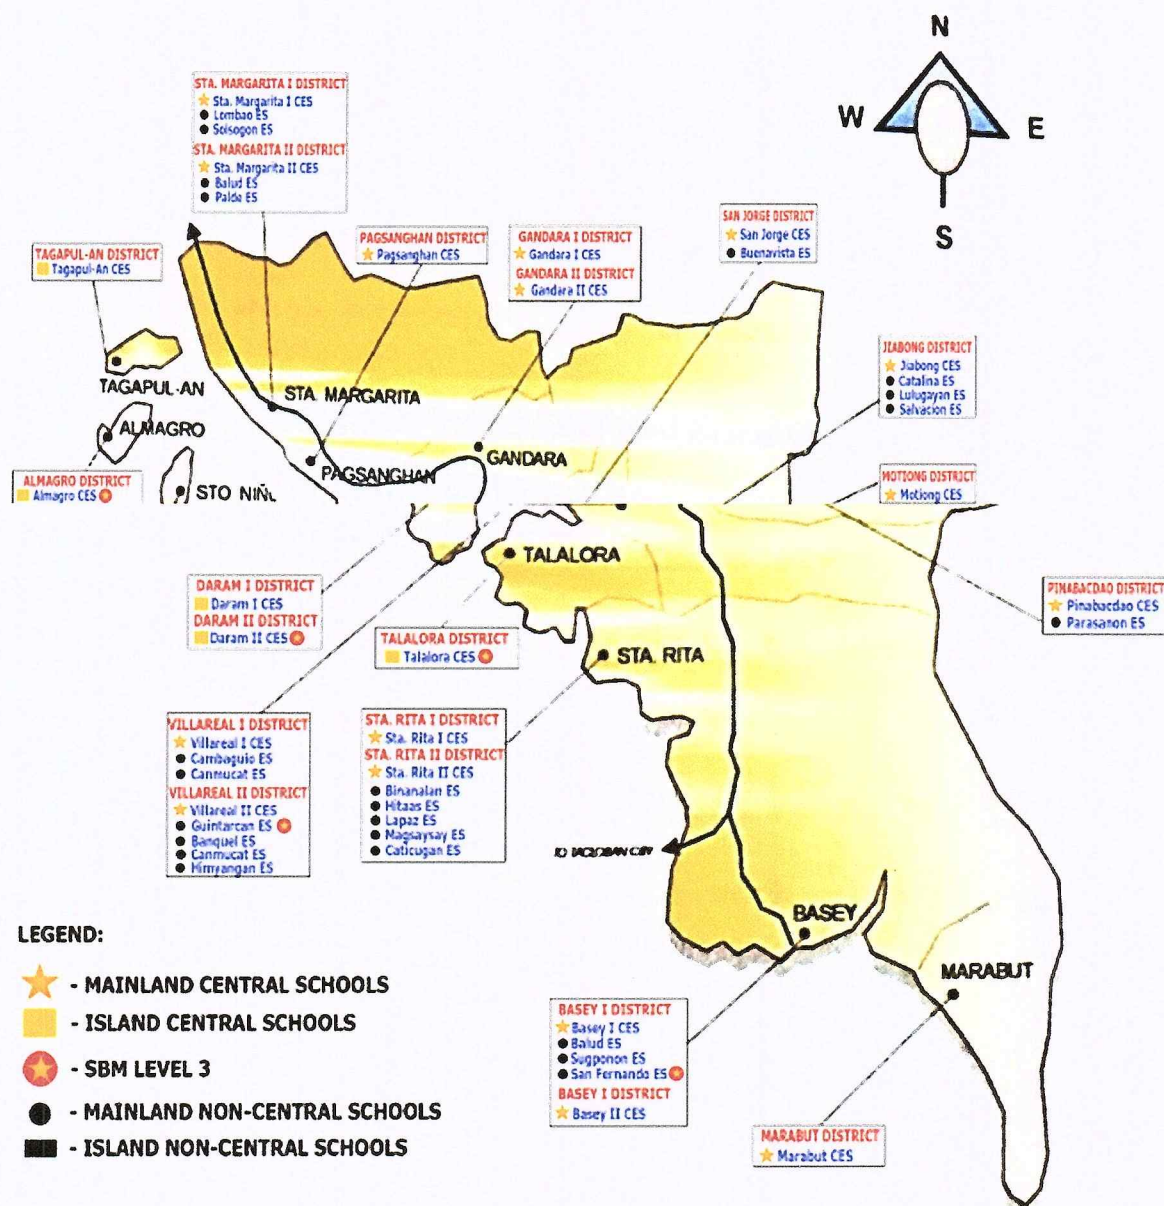 N
W
E
S
STA. MARGARITA I DISTRICT
Sta. Margarita I CES
Lombao ES
Solsogon ES
STA. MARGARITA II DISTRICT
Sta. Margarita II CES
Balud ES
Palde ES
TAGAPUL-AN DISTRICT
Tagapul-An CES
PAGSANGHAN DISTRICT
Pagsanghan CES
GANDARA I DISTRICT
Gandara I CES
GANDARA II DISTRICT
Gandara II CES
SAN JORGE DISTRICT
San Jorge CES
Buenavista ES
JIABONG DISTRICT
Jiabong CES
Catalina ES
Lulugayan ES
Salvacion ES
TAGAPUL-AN
STA. MARGARITA
ALMAGRO
GANDARA
PAGSANGHAN
ALMAGRO DISTRICT
Almagro CES
STO NIÑ
MOTIONG DISTRICT
Motiong CES
TALALORA
DARAM I DISTRICT
Daram I CES
DARAM II DISTRICT
Daram II CES
TALALORA DISTRICT
Talalora CES
PINABACDAO DISTRICT
Pinabacdao CES
Parasanon ES
STA. RITA
VILLAREAL I DISTRICT
Villareal I CES
Cambaguio ES
Canmucat ES
VILLAREAL II DISTRICT
Villareal II CES
Guintarcan ES
Banquel ES
Canmucat ES
Himyangan ES
STA. RITA I DISTRICT
Sta. Rita I CES
STA. RITA II DISTRICT
Sta. Rita II CES
Binanalan ES
Hitaas ES
Lapaz ES
Magsaysay ES
Caticugan ES
TO TACLOBAN CITY
BASEY
MARABUT
LEGEND:
- MAINLAND CENTRAL SCHOOLS
- ISLAND CENTRAL SCHOOLS
- SBM LEVEL 3
- MAINLAND NON-CENTRAL SCHOOLS
- ISLAND NON-CENTRAL SCHOOLS
BASEY I DISTRICT
Basey I CES
Balud ES
Sugponon ES
San Fernando ES
BASEY I DISTRICT
Basey II CES
MARABUT DISTRICT
Marabut CES